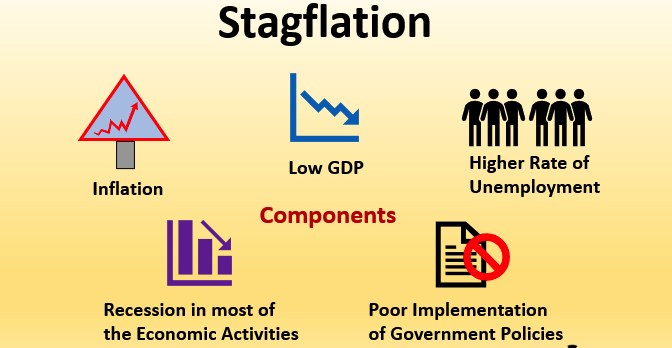 Stagflation
Inflation
Low GDP
Higher Rate of
Unemployment
Components
Recession in most of
the Economic Activities
Poor Implementation
of Government Policies